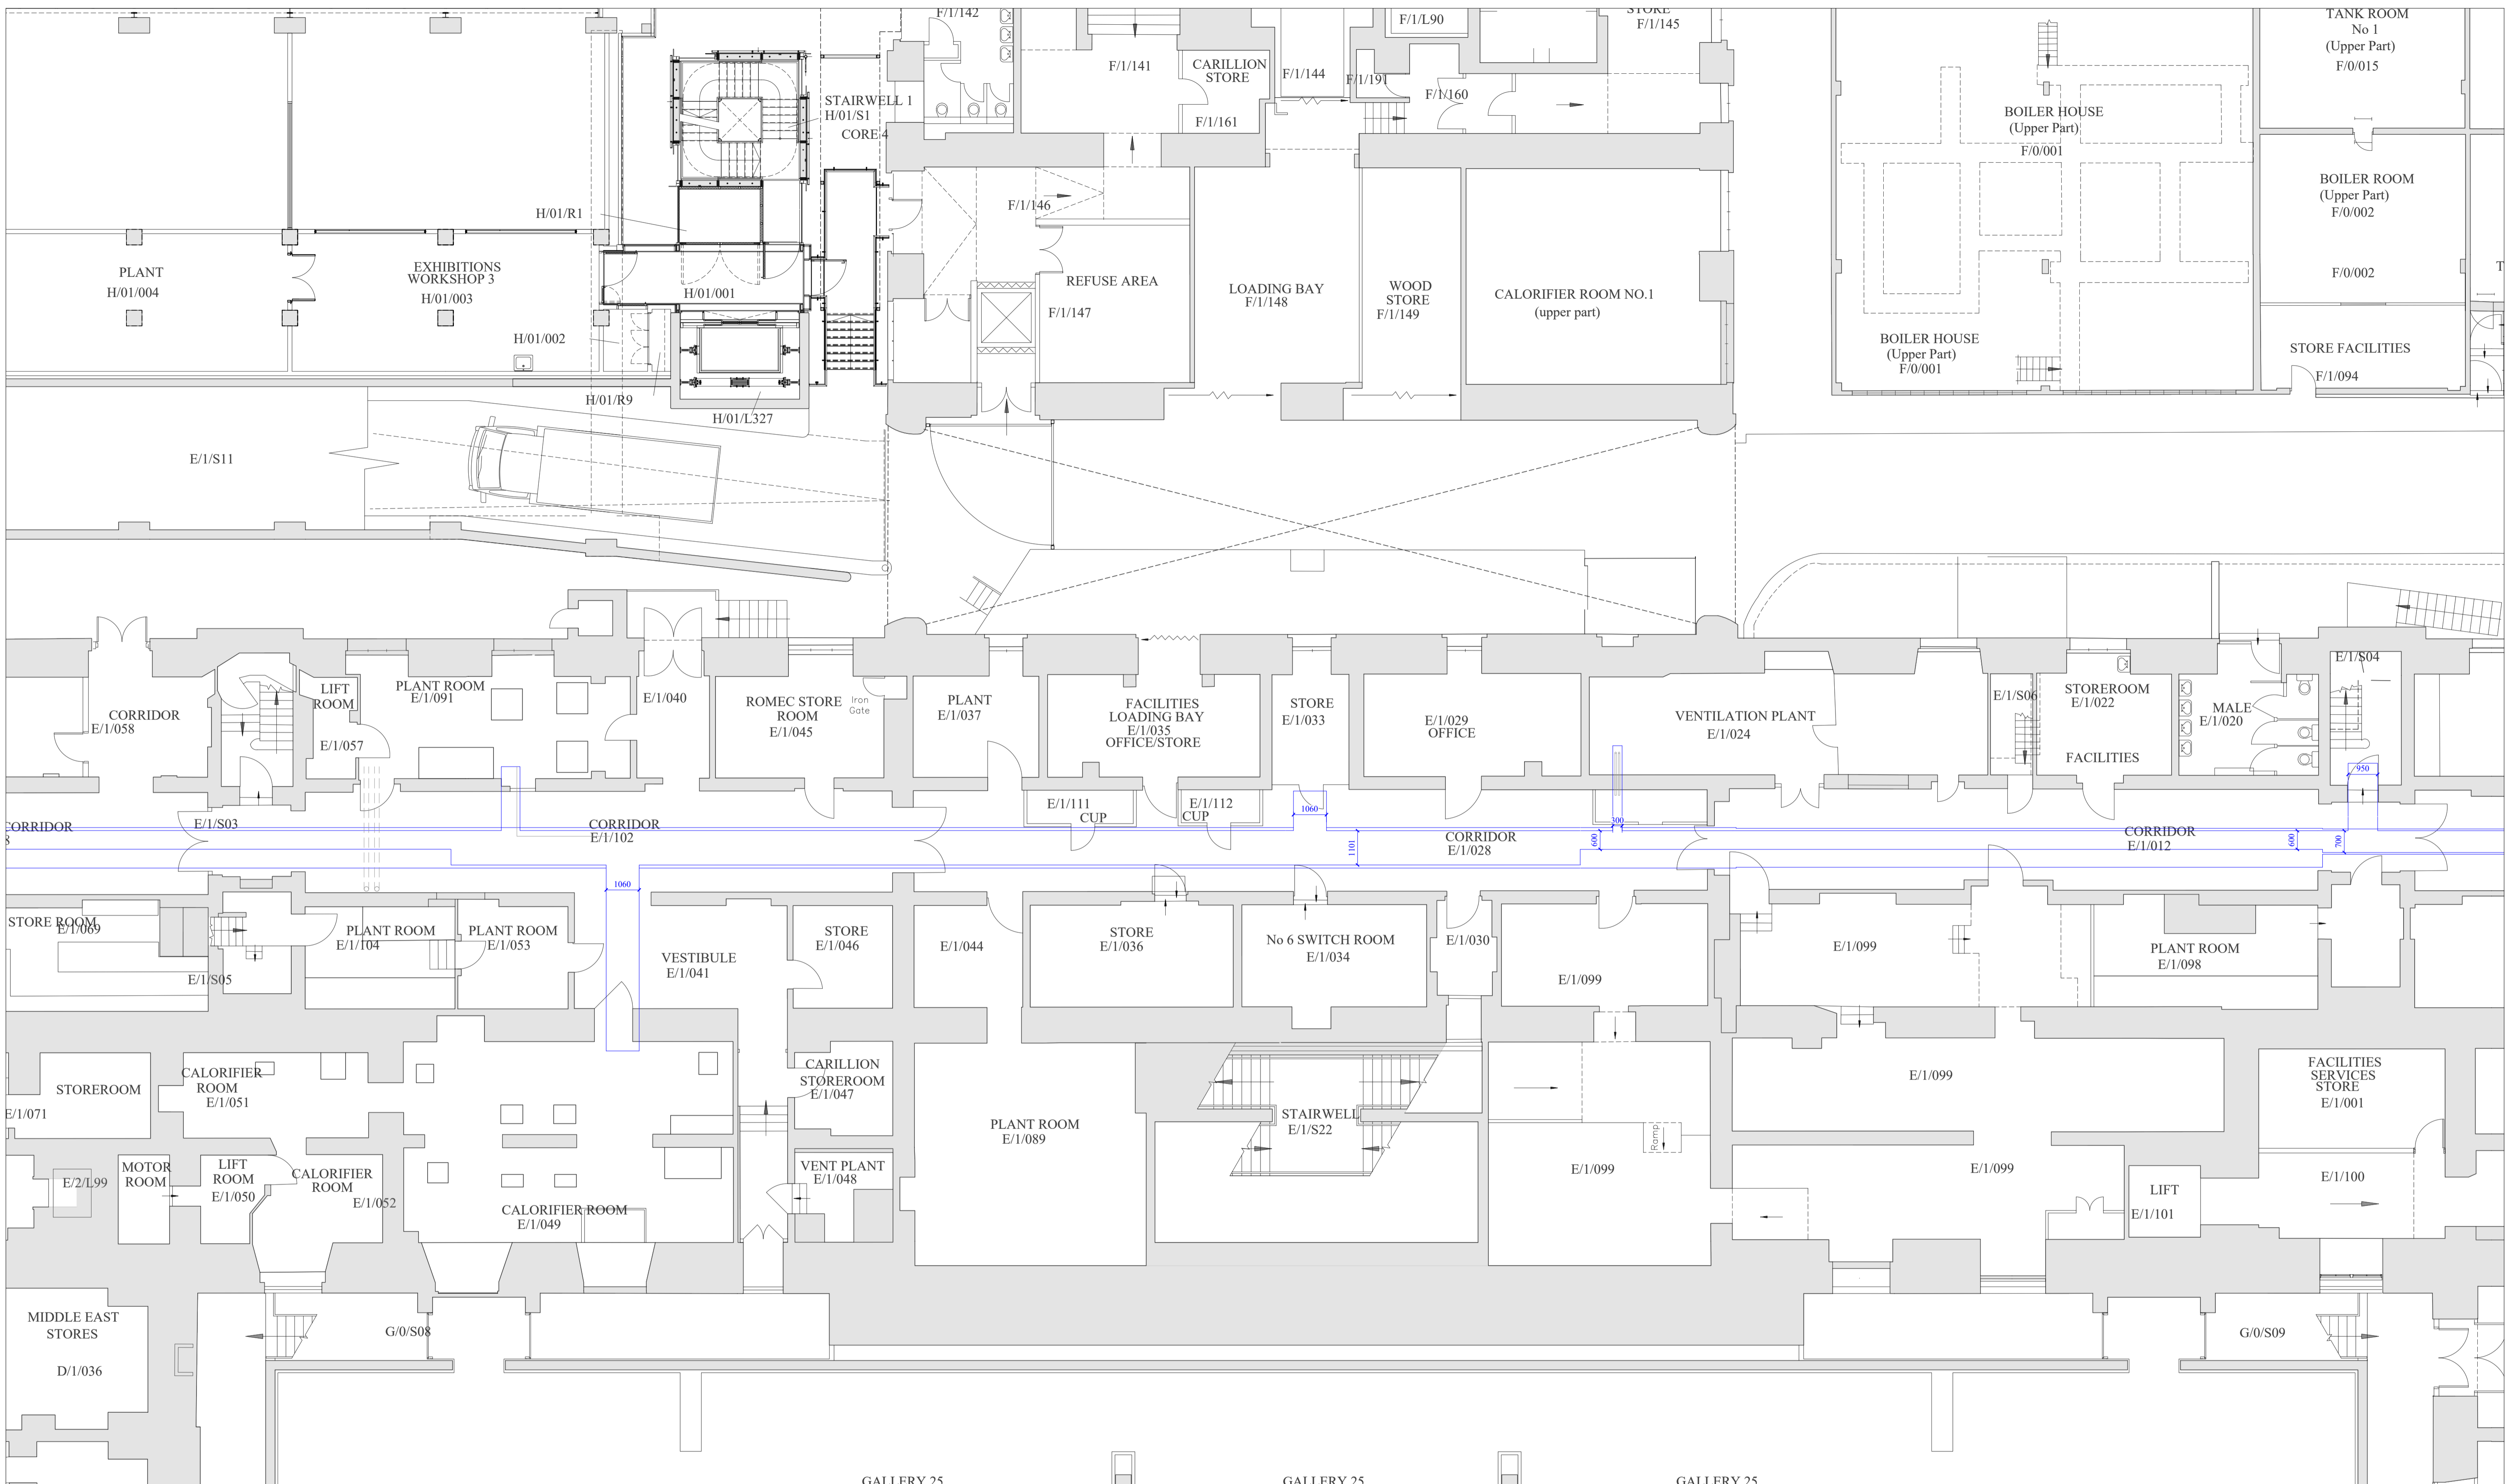 F/1/142
F/1/L90
STORE
F/1/145
TANK ROOM
No 1
(Upper Part)
F/0/015
F/1/141
CARILLION
STORE
F/1/144
F/1/191
F/1/160
F/1/161
STAIRWELL 1
H/01/S1
CORE 4
BOILER HOUSE
(Upper Part)
F/0/001
BOILER ROOM
(Upper Part)
F/0/002
H/01/R1
F/1/146
PLANT
H/01/004
EXHIBITIONS
WORKSHOP 3
H/01/003
H/01/001
REFUSE AREA
F/1/147
LOADING BAY
F/1/148
WOOD
STORE
F/1/149
CALORIFIER ROOM NO.1
(upper part)
F/0/002
T
H/01/002
BOILER HOUSE
(Upper Part)
F/0/001
STORE FACILITIES
F/1/094
H/01/R9
H/01/L327
E/1/S11
CORRIDOR
E/1/058
LIFT
ROOM
E/1/057
PLANT ROOM
E/1/091
E/1/040
ROMEC STORE
ROOM
E/1/045
Iron
Gate
PLANT
E/1/037
FACILITIES
LOADING BAY
E/1/035
OFFICE/STORE
STORE
E/1/033
E/1/029
OFFICE
VENTILATION PLANT
E/1/024
E/1/S06
STOREROOM
E/1/022
FACILITIES
MALE
E/1/020
E/1/S04
950
E/1/111
CUP
E/1/112
CUP
1060
CORRIDOR
8
E/1/S03
CORRIDOR
E/1/102
1101
CORRIDOR
E/1/028
300
600
CORRIDOR
E/1/012
600
700
1060
STORE ROOM
E/1/069
PLANT ROOM
E/1/104
PLANT ROOM
E/1/053
E/1/S05
VESTIBULE
E/1/041
STORE
E/1/046
E/1/044
STORE
E/1/036
No 6 SWITCH ROOM
E/1/034
E/1/030
E/1/099
E/1/099
PLANT ROOM
E/1/098
STOREROOM
E/1/071
CALORIFIER
ROOM
E/1/051
CARILLION
STOREROOM
E/1/047
PLANT ROOM
E/1/089
STAIRWELL
E/1/S22
Ramp
E/1/099
E/1/099
FACILITIES
SERVICES
STORE
E/1/001
E/2/L99
MOTOR
ROOM
LIFT
ROOM
E/1/050
CALORIFIER
ROOM
E/1/052
CALORIFIER ROOM
E/1/049
VENT PLANT
E/1/048
E/1/099
LIFT
E/1/101
E/1/100
MIDDLE EAST
STORES
D/1/036
G/0/S08
G/0/S09
GALLERY 25
GALLERY 25
GALLERY 25